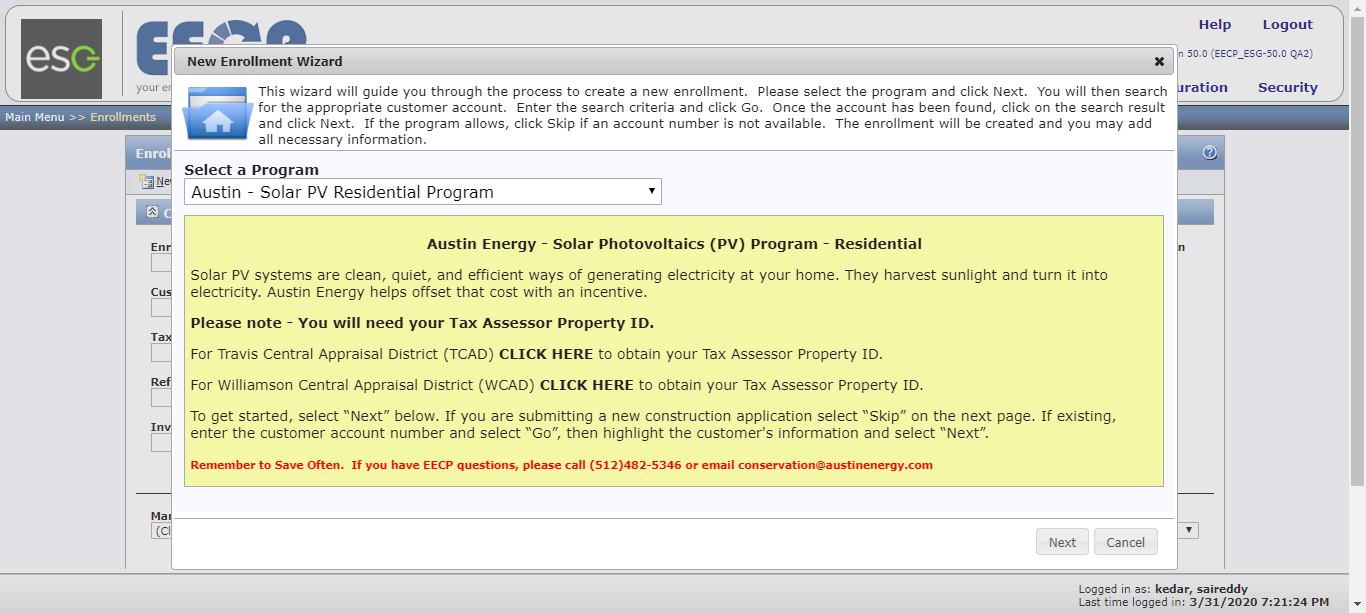 esc
EECP
your en
Help Logout
n 50.0 (EECP_ESG-50.0 QA2)
uration Security
Main Menu >> Enrollments
New Enrollment Wizard
This wizard will guide you through the process to create a new enrollment. Please select the program and click Next. You will then search
for the appropriate customer account. Enter the search criteria and click Go. Once the account has been found, click on the search result
and click Next. If the program allows, click Skip if an account number is not available. The enrollment will be created and you may add
all necessary information.
Enrol
Ne
C
Enr
Cus
Tax
Ref
Inv
Mar
(Cl
n
Select a Program
Austin - Solar PV Residential Program
Austin Energy - Solar Photovoltaics (PV) Program - Residential
Solar PV systems are clean, quiet, and efficient ways of generating electricity at your home. They harvest sunlight and turn it into
electricity. Austin Energy helps offset that cost with an incentive.
Please note - You will need your Tax Assessor Property ID.
For Travis Central Appraisal District (TCAD) CLICK HERE to obtain your Tax Assessor Property ID.
For Williamson Central Appraisal District (WCAD) CLICK HERE to obtain your Tax Assessor Property ID.
To get started, select “Next” below. If you are submitting a new construction application select “Skip” on the next page. If existing,
enter the customer account number and select “Go”, then highlight the customer's information and select “Next”.
Remember to Save Often. If you have EECP questions, please call (512)482-5346 or email conservation@austinenergy.com
Next Cancel
Logged in as: kedar, saireddy
Last time logged in: 3/31/2020 7:21:24 PM